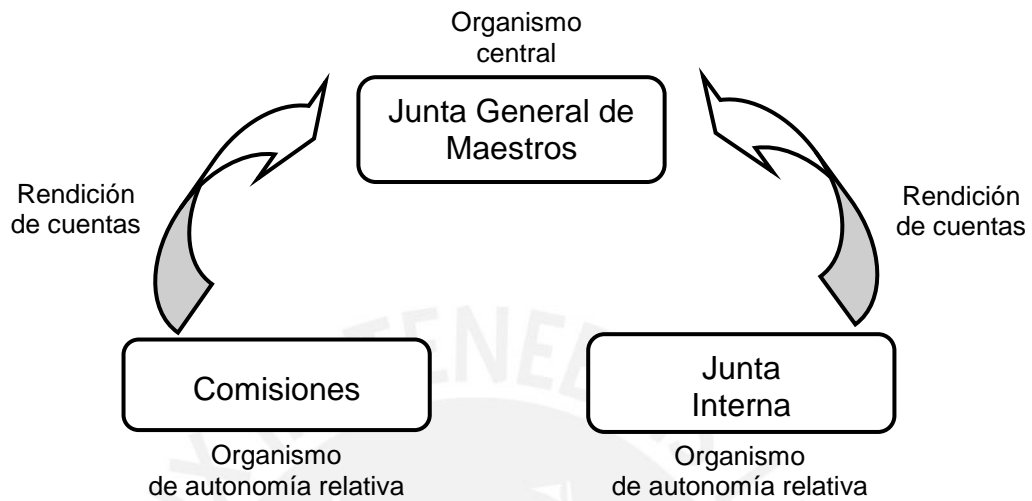 Organismo
central
Junta General de
Maestros
Rendición
de cuentas
Rendición
de cuentas
Comisiones
Junta
Interna
Organismo
de autonomía relativa
Organismo
de autonomía relativa